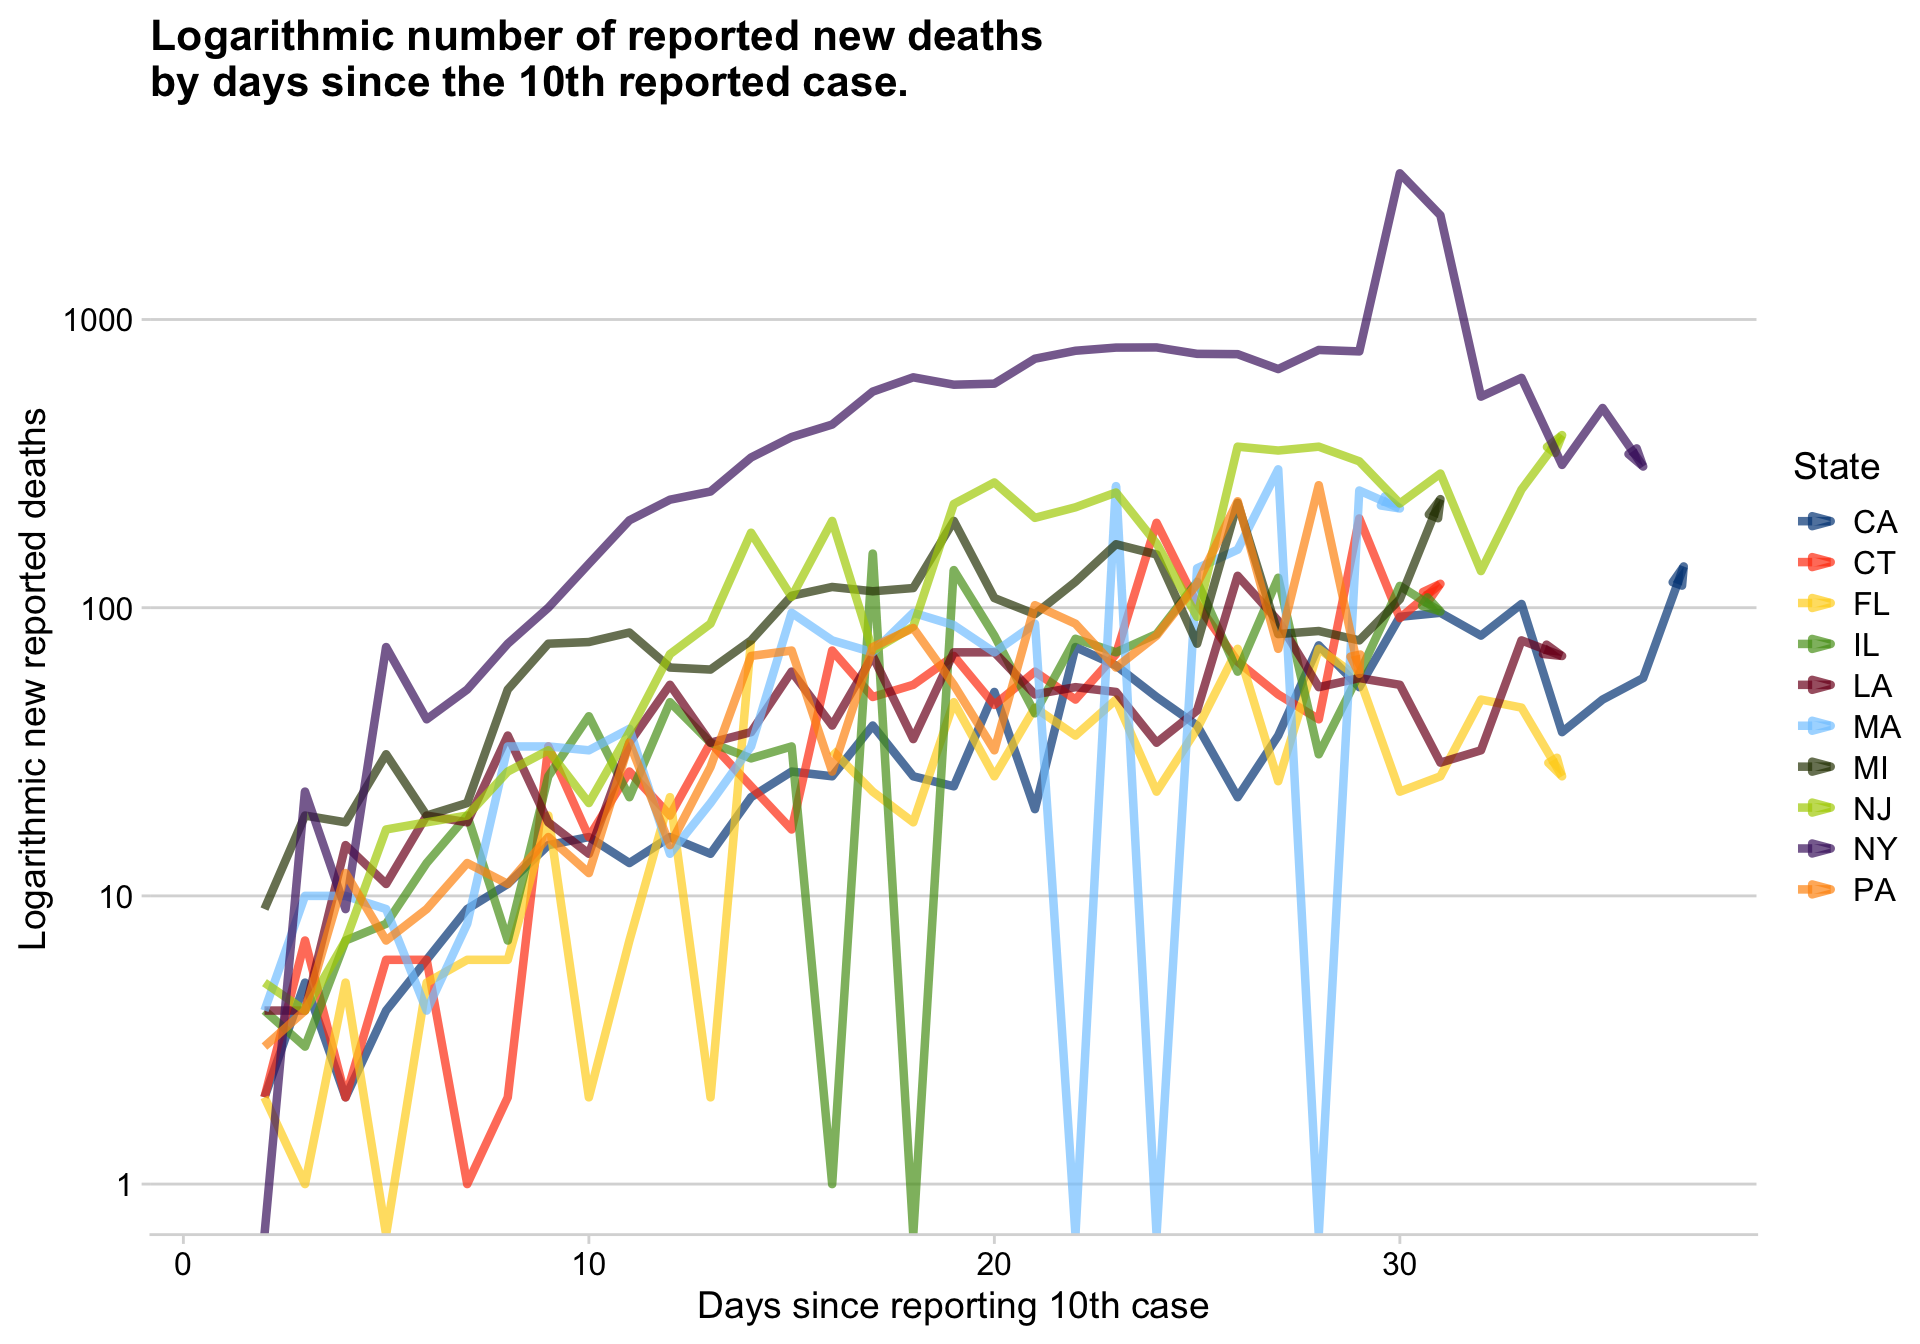 Logarithmic number of reported new deaths
by days since the 10th reported case.
Logarithmic new reported deaths
1000
100
10
1
0
10
20
30
Days since reporting 10th case
State
CA
CT
FL
IL
LA
MA
MI
NJ
NY
PA